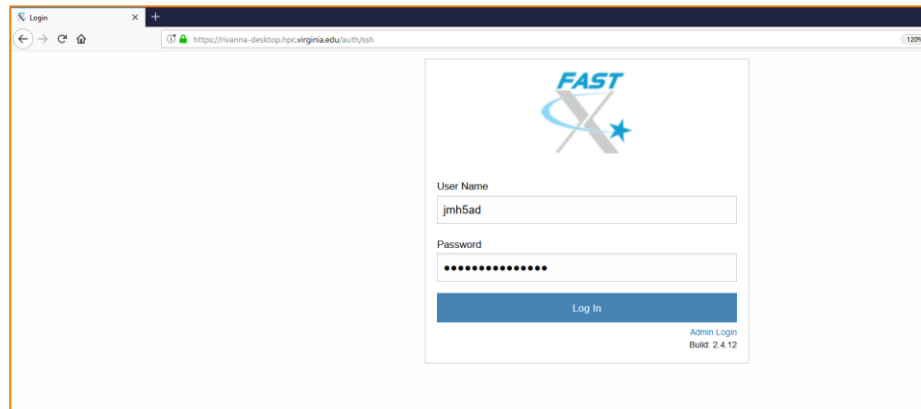 Login
https://rivanna-desktop.hpc.virginia.edu/auth/ssh
120%
FAST
X
User Name
jmh5ad
Password
●●●●●●●●●●●●●●●
Log In
Admin Login
Build: 2.4.12